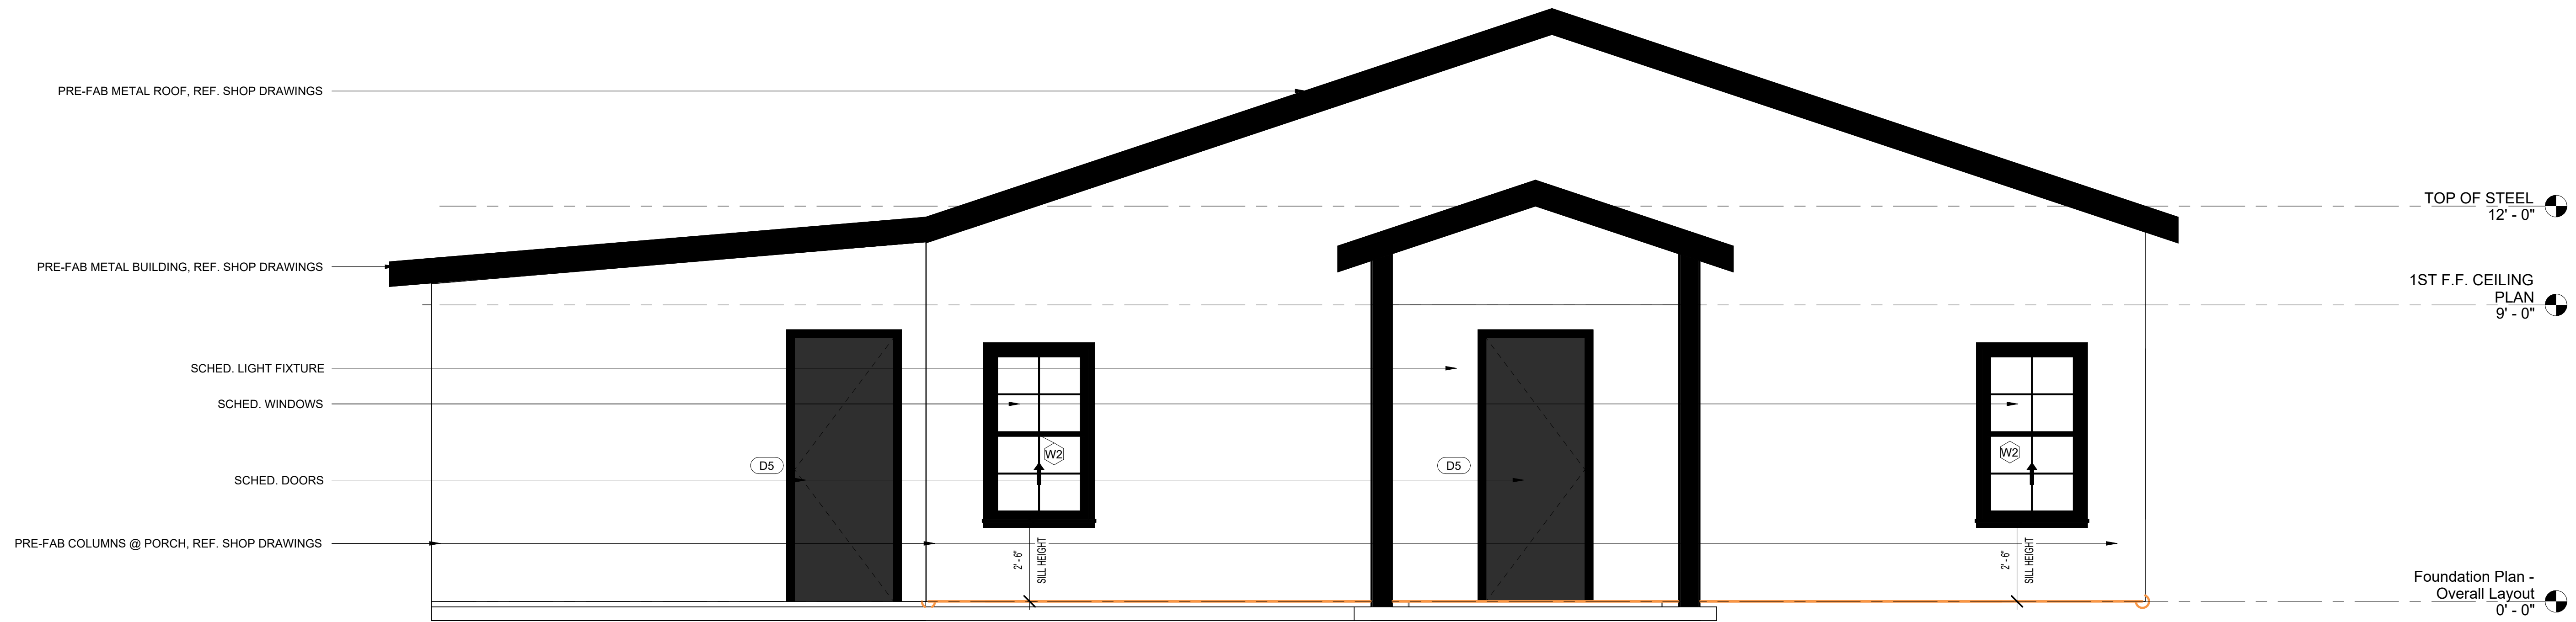 PRE-FAB METAL ROOF, REF. SHOP DRAWINGS
TOP OF STEEL
12' - 0"
PRE-FAB METAL BUILDING, REF. SHOP DRAWINGS
1ST F.F. CEILING
PLAN
9' - 0"
SCHED. LIGHT FIXTURE
SCHED. WINDOWS
W2
W2
D5
D5
SCHED. DOORS
PRE-FAB COLUMNS @ PORCH, REF. SHOP DRAWINGS
2' - 6"
SILL HEIGHT
2' - 6"
SILL HEIGHT
Foundation Plan -
Overall Layout
0' - 0"